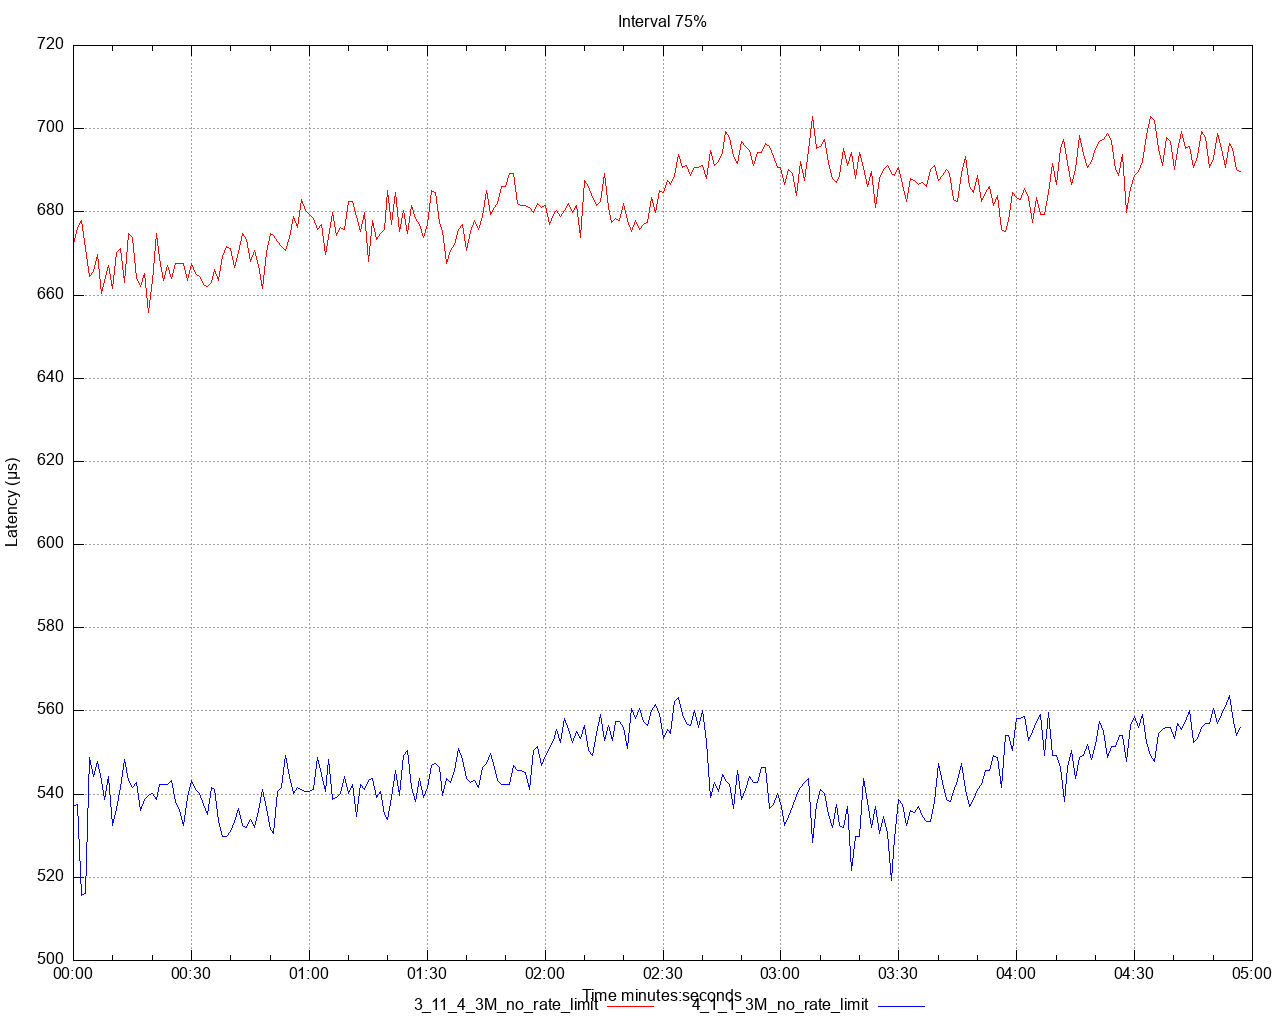 Interval 75%
720
700
680
660
640
620
600
580
560
540
520
500
Latency (µs)
00:00 00:30 01:00 01:30 02:00 02:30 03:00 03:30 04:00 04:30 05:00
Time minutes:seconds
3_11_4_3M_no_rate_limit 4_1_1_3M_no_rate_limit